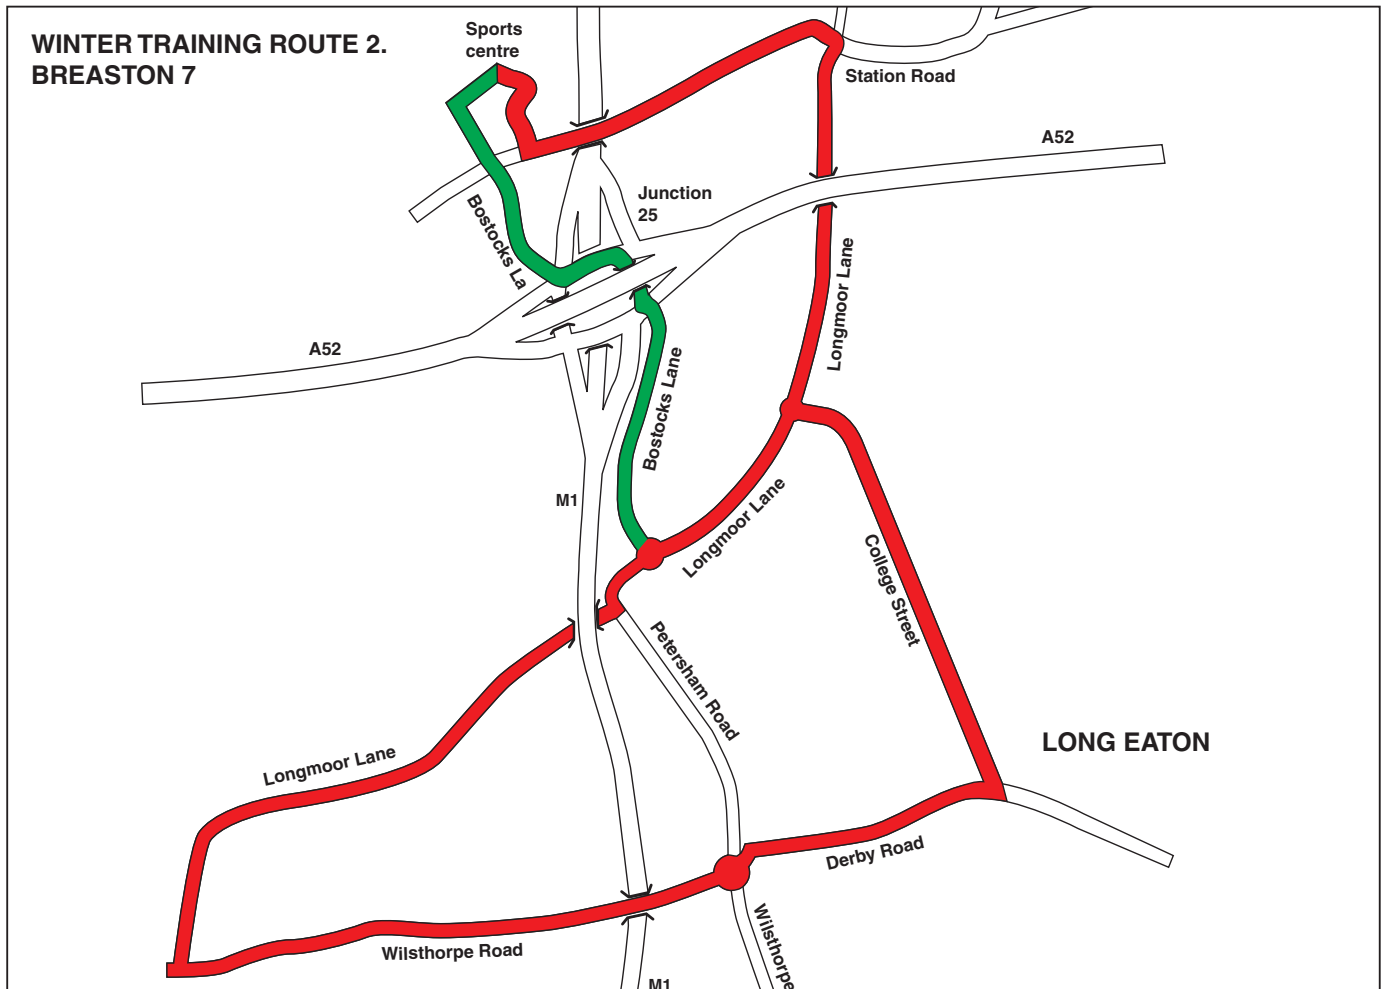 WINTER TRAINING ROUTE 2.
BREASTON 7
Sports
centre
Station Road
A52
Junction
25
Bostocks La
Longmoor Lane
A52
Bostocks Lane
M1
Longmoor Lane
College Street
Petersham Road
LONG EATON
Longmoor Lane
Derby Road
Wilsthorpe
Wilsthorpe Road
M1